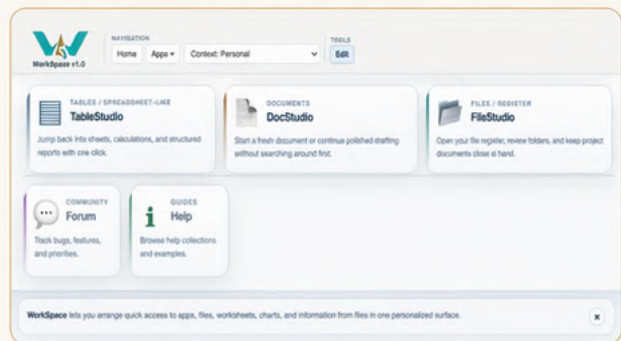 WorkSpace v1.0
NAVIGATION
Home Apps ▾ Context: Personal
TOOLS
Edit
TABLES / SPREADSHEET-LIKE
TableStudio
Jump back into sheets, calculations, and structured
reports with one click.
DOCUMENTS
DocStudio
Start a fresh document or continue polished drafting
without searching around first.
FILES / REGISTER
FileStudio
Open your file register, review folders, and keep project
documents close at hand.
COMMUNITY
Forum
Track bugs, features,
and priorities.
GUIDES
Help
Browse help collections
and examples.
WorkSpace lets you arrange quick access to apps, files, worksheets, charts, and information from files in one personalized surface.
×